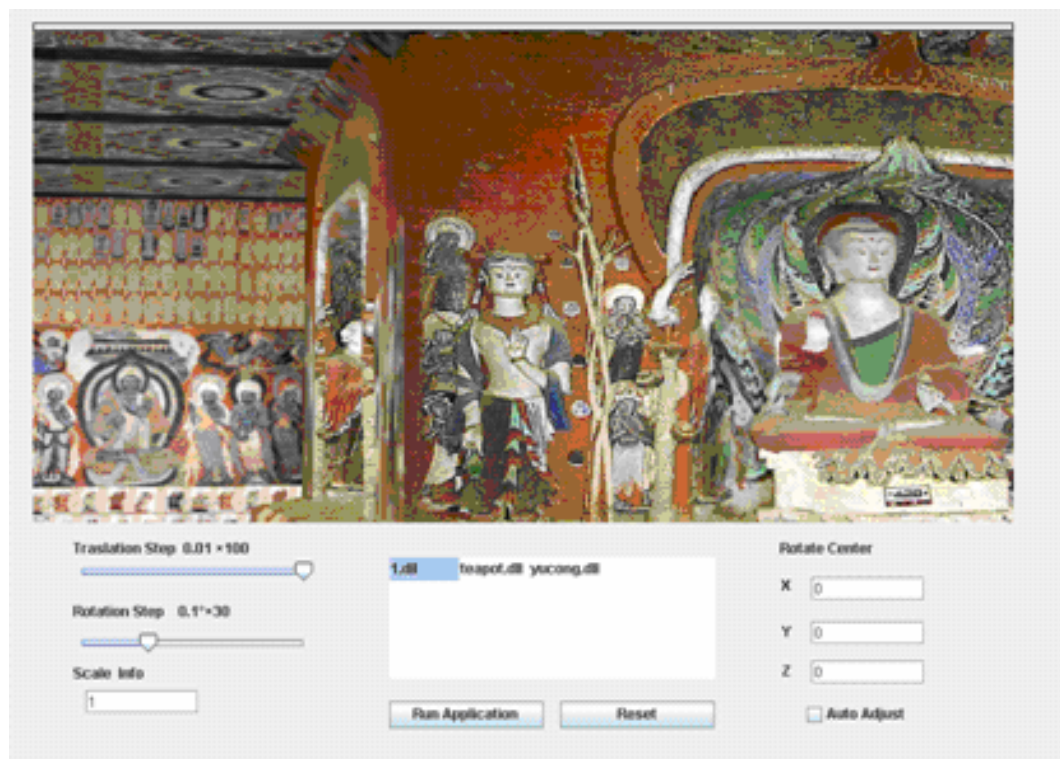 Traslation Step 0.01 ×100
Rotation Step 0.1°×30
Scale Info
1
1.dll teapot.dll yucong.dll
Run Application
Reset
Rotate Center
X 0
Y 0
Z 0
Auto Adjust